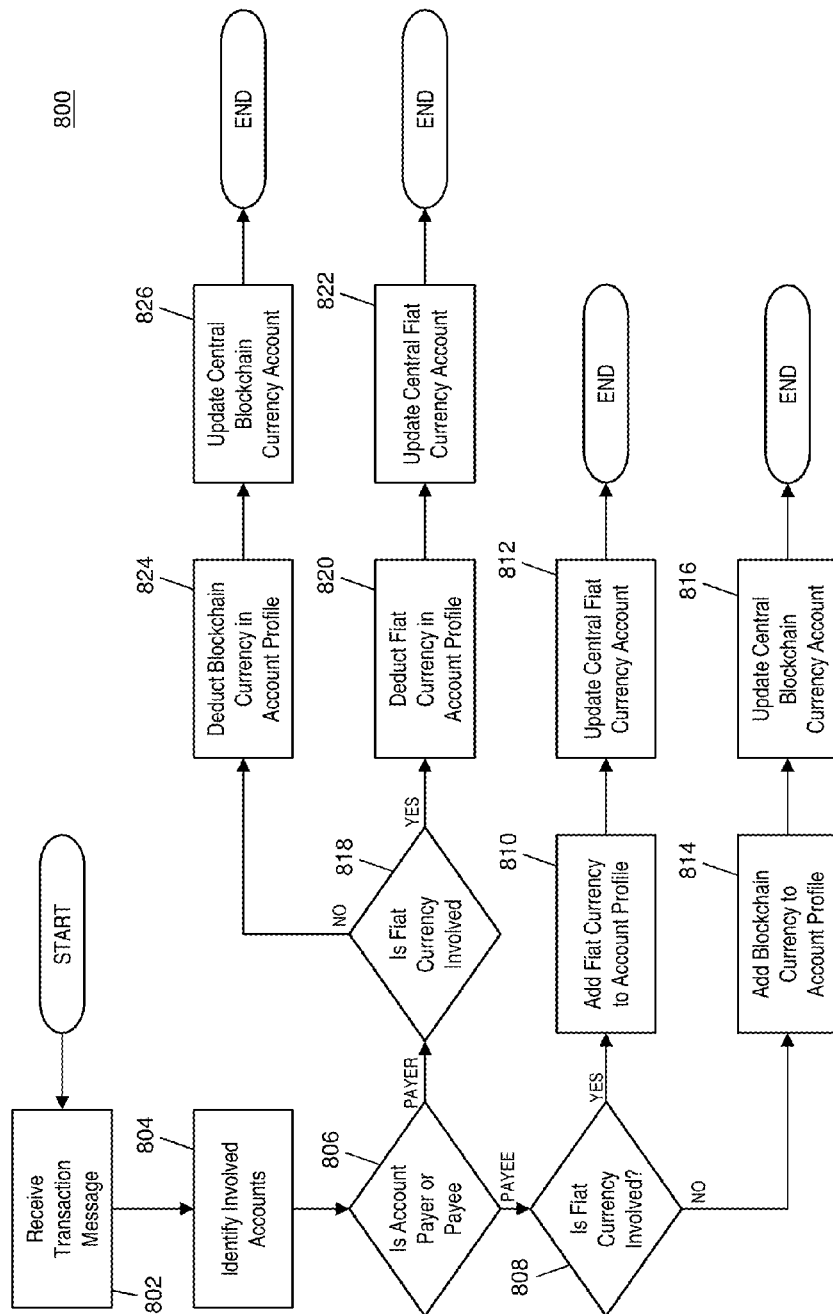 800
START
Receive
Transaction
Message
802
804
Identify Involved
Accounts
806
Is Account
Payer or
Payee
PAYER
PAYEE
818
Is Fiat
Currency
Involved
NO
YES
824
Deduct Blockchain
Currency in
Account Profile
826
Update Central
Blockchain
Currency Account
END
820
Deduct Fiat
Currency in
Account Profile
822
Update Central Fiat
Currency Account
END
808
Is Fiat
Currency
Involved?
YES
NO
810
Add Fiat Currency
to Account Profile
812
Update Central Fiat
Currency Account
END
814
Add Blockchain
Currency to
Account Profile
816
Update Central
Blockchain
Currency Account
END